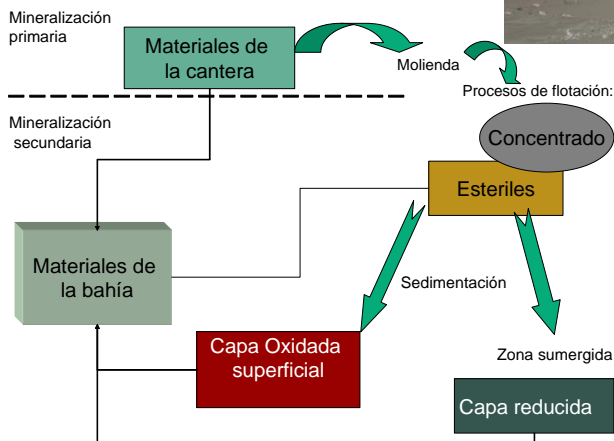 Mineralización
primaria
Materiales de
la cantera
Molienda
Procesos de flotación:
Concentrado
Mineralización
secundaria
Esteriles
Materiales de
la bahía
Sedimentación
Capa Oxidada
superficial
Zona sumergida
Capa reducida